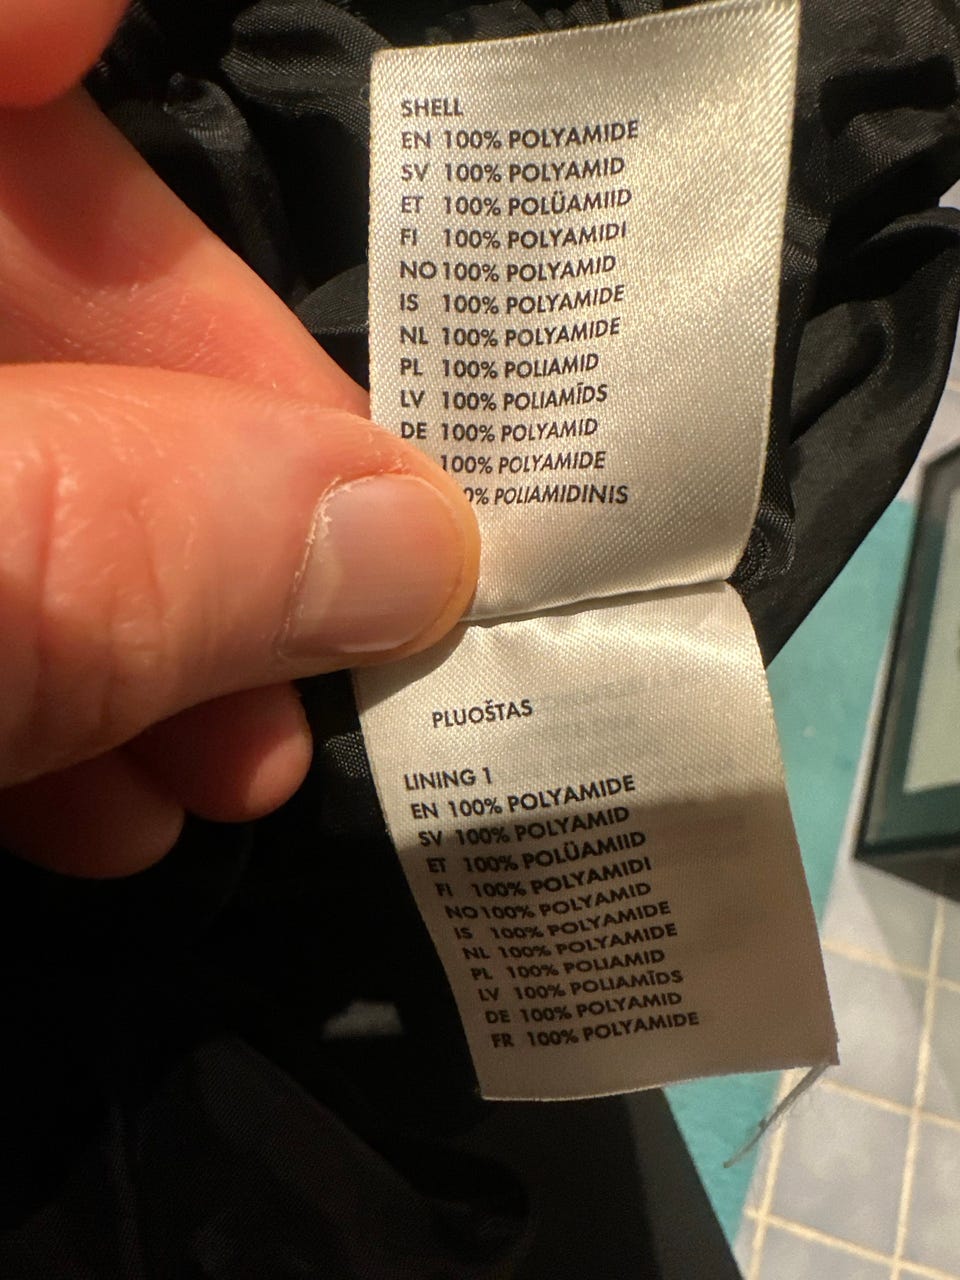 SHELL
EN 100% POLYAMIDE
SV 100% POLYAMID
ET 100% POLÜAMIID
FI 100% POLYAMIDI
NO 100% POLYAMID
IS 100% POLYAMIDE
NL 100% POLYAMIDE
PL 100% POLIAMID
LV 100% POLIAMĪDS
DE 100% POLYAMID
100% POLYAMIDE
0% POLIAMIDINIS
PLUOŠTAS
LINING 1
EN 100% POLYAMIDE
SV 100% POLYAMID
ET 100% POLÜAMIID
FI 100% POLYAMIDI
NO 100% POLYAMID
IS 100% POLYAMIDE
NL 100% POLYAMIDE
PL 100% POLIAMID
LV 100% POLIAMĪDS
DE 100% POLYAMID
FR 100% POLYAMIDE